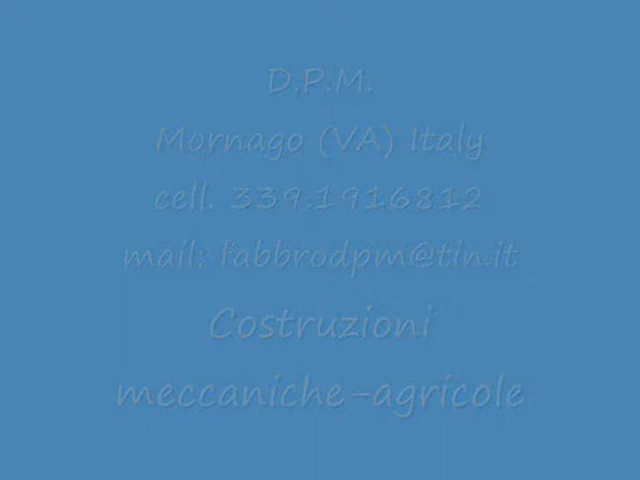 D.P.M.
Mornago (VA) Italy
cell. 339.1916812
mail: fabbrodpm@tin.it
Costruzioni
meccaniche-agricole